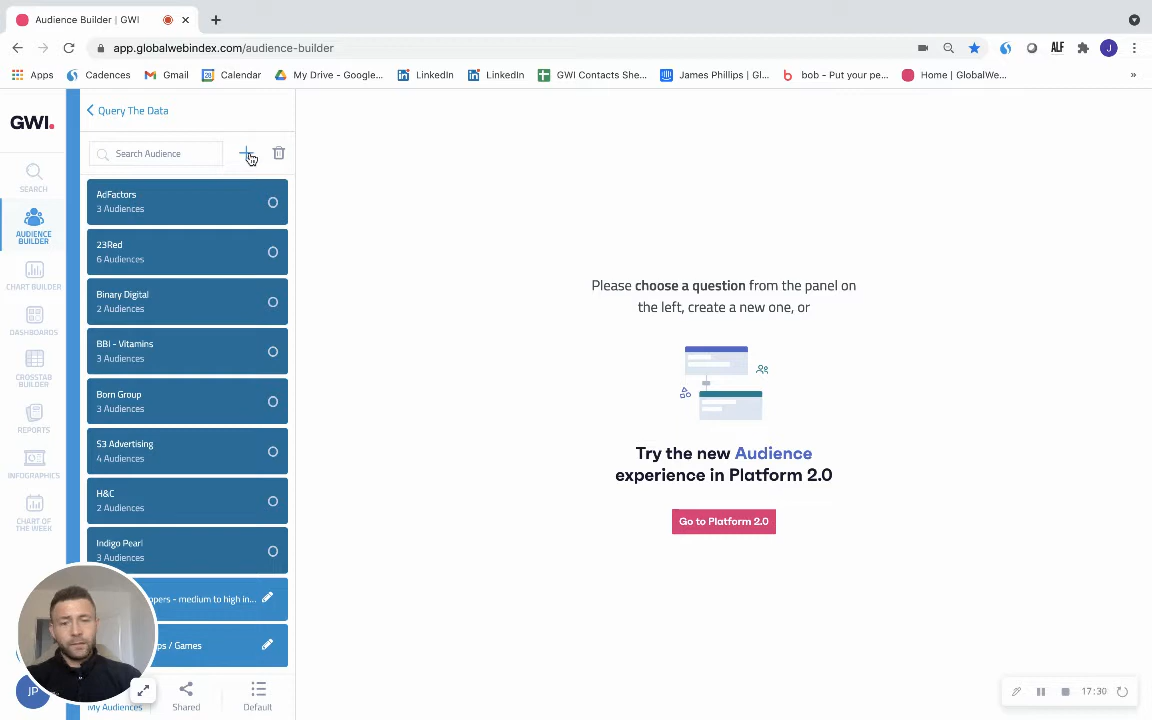 Audience Builder | GWI
app.globalwebindex.com/audience-builder
ALF
J
Apps
Cadences
Gmail
Calendar
My Drive - Google...
LinkedIn
LinkedIn
GWI Contacts She...
James Phillips | Gl...
bob - Put your pe...
Home | GlobalWe...
»
GWI.
SEARCH
AUDIENCE
BUILDER
CHART BUILDER
DASHBOARDS
CROSSTAB
BUILDER
REPORTS
INFOGRAPHICS
CHART OF
THE WEEK
JP
Query The Data
Search Audience
AdFactors
3 Audiences
23Red
6 Audiences
Binary Digital
2 Audiences
BBI - Vitamins
3 Audiences
Born Group
3 Audiences
S3 Advertising
4 Audiences
H&C
2 Audiences
Indigo Pearl
3 Audiences
ppers - medium to high in...
ps / Games
My Audiences
Shared
Default
Please choose a question from the panel on
the left, create a new one, or
Try the new Audience
experience in Platform 2.0
Go to Platform 2.0
17:30